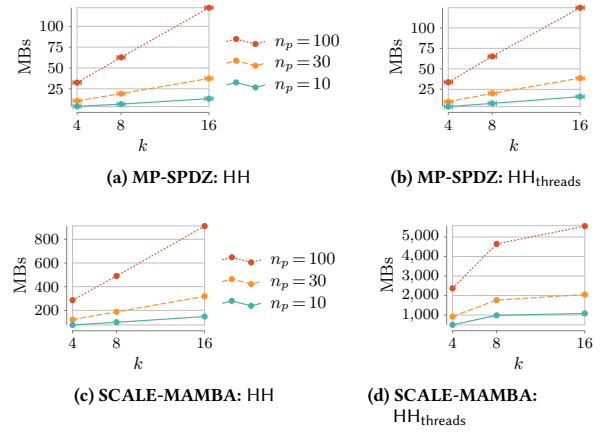 MBs
100
75
50
25
4
8
16
k
n_p = 100
n_p = 30
n_p = 10
(a) MP-SPDZ: HH
MBs
100
75
50
25
4
8
16
k
(b) MP-SPDZ: HH_threads
MBs
800
600
400
200
4
8
16
k
n_p = 100
n_p = 30
n_p = 10
(c) SCALE-MAMBA: HH
MBs
5,000
4,000
3,000
2,000
1,000
4
8
16
k
(d) SCALE-MAMBA:
HH_threads